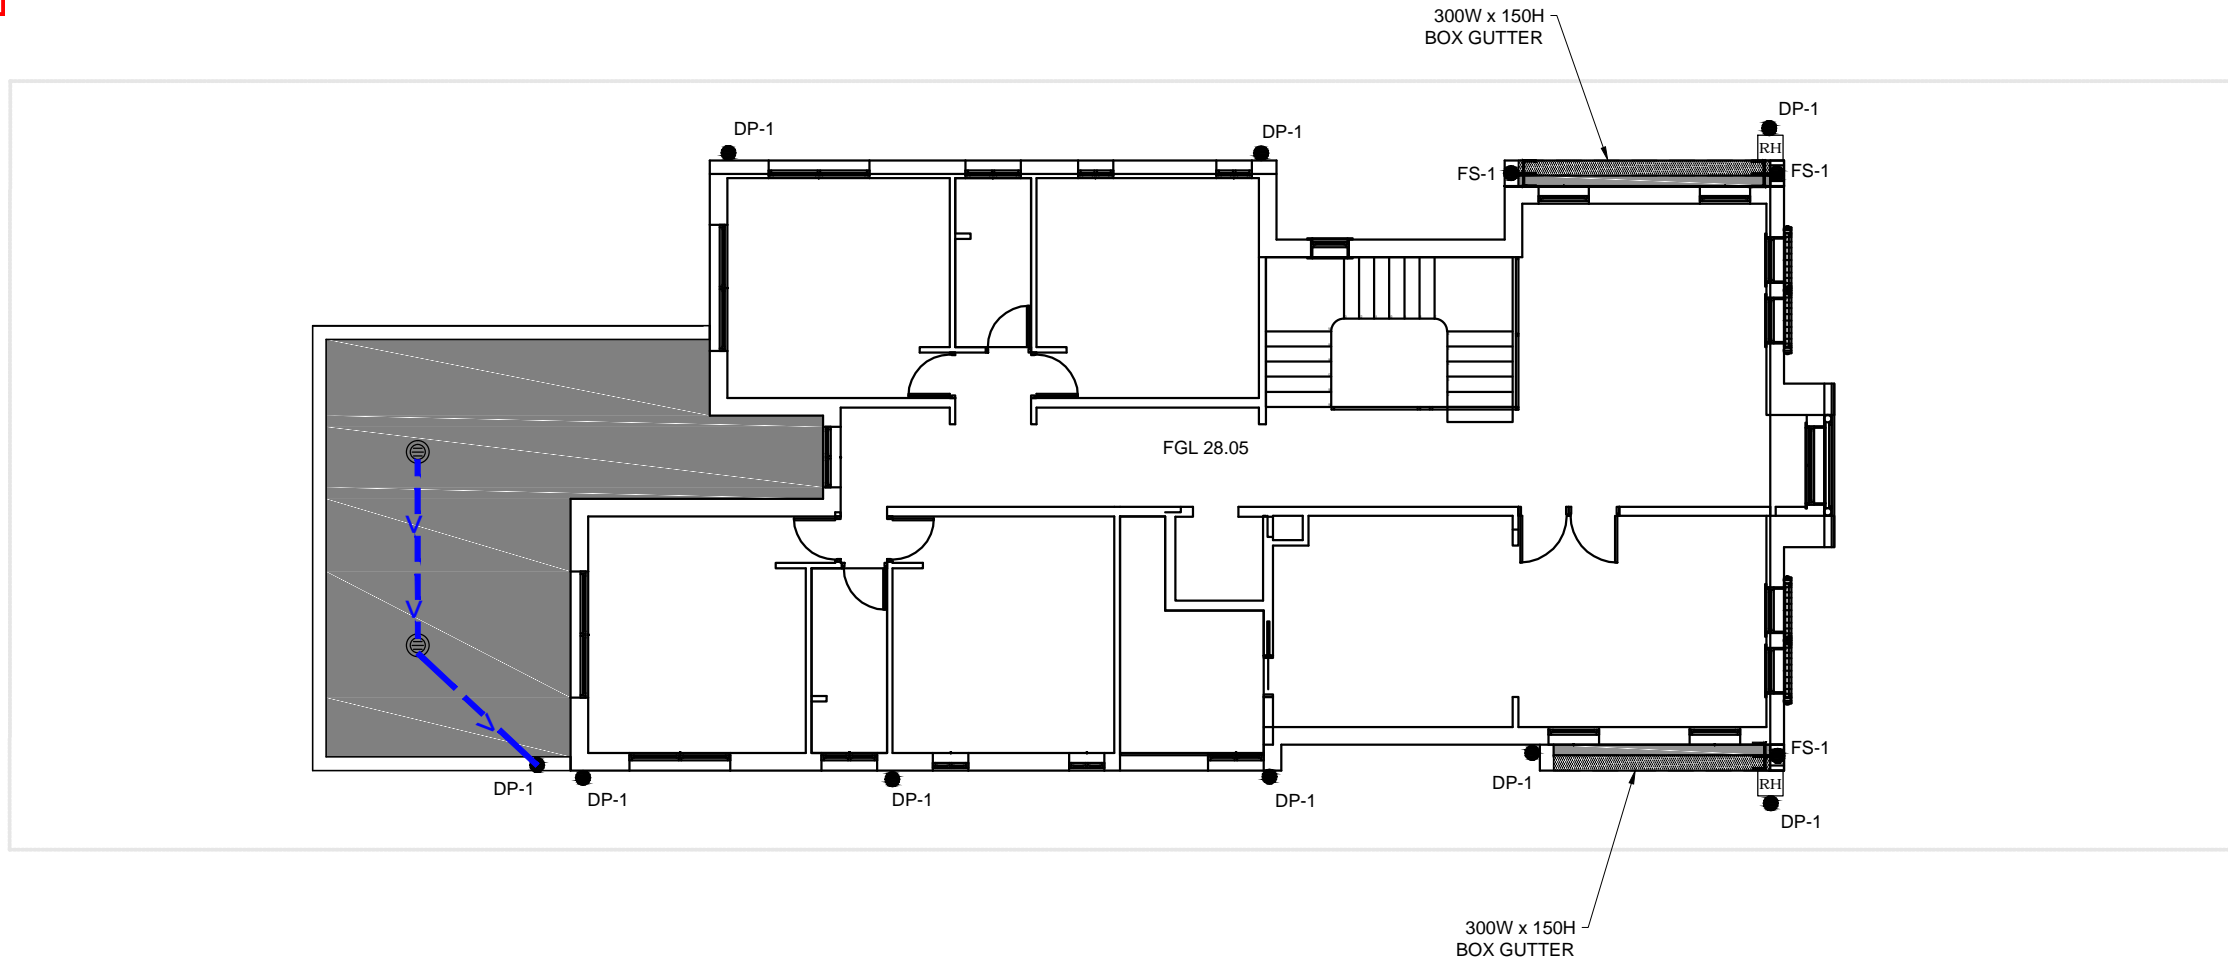 300W x 150H
BOX GUTTER
DP-1
DP-1
DP-1
RH
FS-1
FS-1
FGL 28.05
FS-1
DP-1
RH
DP-1
DP-1
DP-1
DP-1
DP-1
300W x 150H
BOX GUTTER